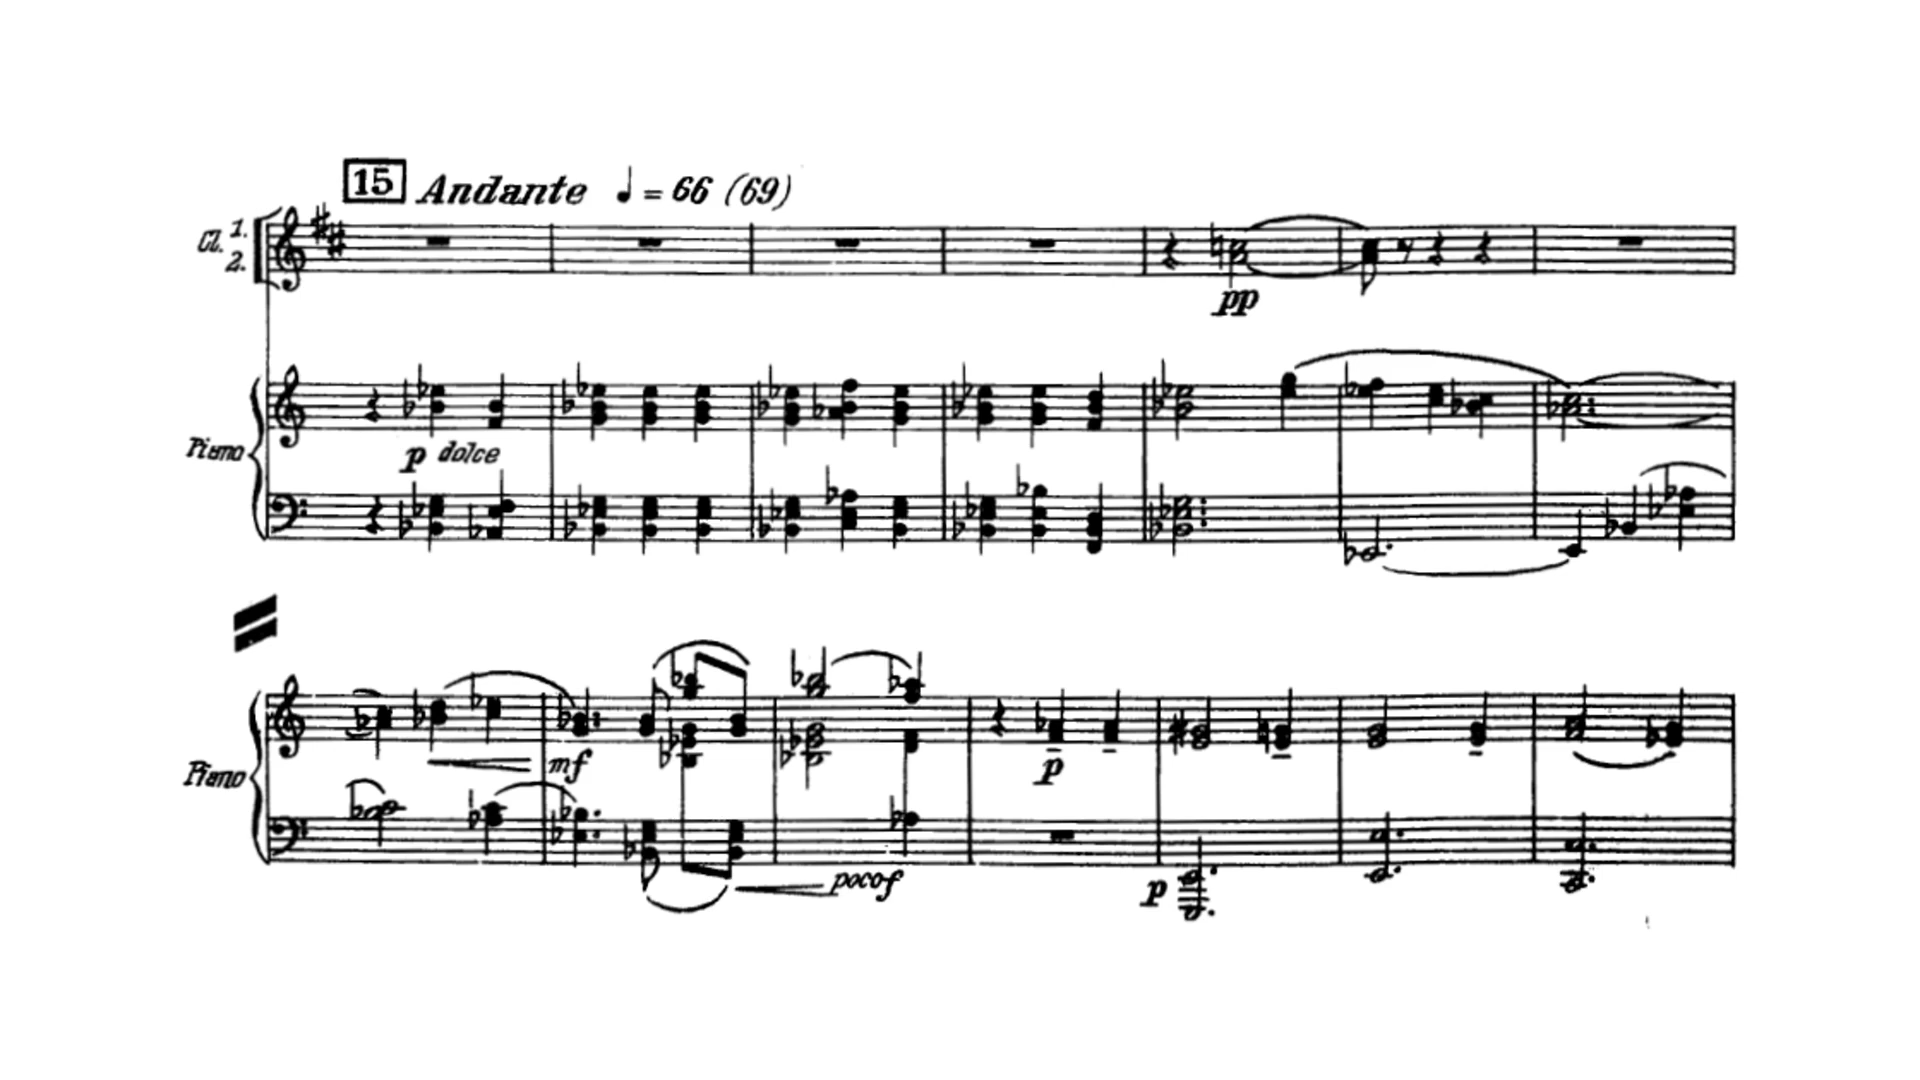 15 Andante ♩ = 66 (69)
Cl. 1.
2.
pp
Piano
p dolce
Piano
mf
p
poco f
p